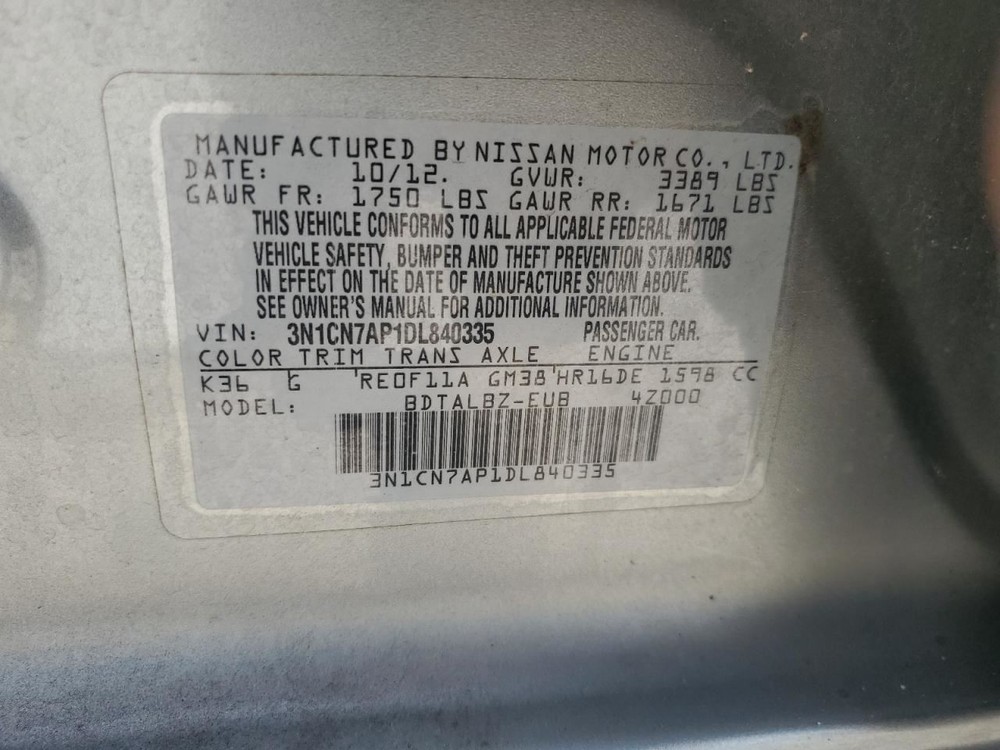 MANUFACTURED BY NISSAN MOTOR CO., LTD.
DATE: 10/12. GVWR: 3389 LBS
GAWR FR: 1750 LBS GAWR RR: 1671 LBS
THIS VEHICLE CONFORMS TO ALL APPLICABLE FEDERAL MOTOR
VEHICLE SAFETY, BUMPER AND THEFT PREVENTION STANDARDS
IN EFFECT ON THE DATE OF MANUFACTURE SHOWN ABOVE.
SEE OWNER'S MANUAL FOR ADDITIONAL INFORMATION.
VIN: 3N1CN7AP1DL840335 PASSENGER CAR.
COLOR TRIM TRANS AXLE ENGINE
K36 G RE0F11A GM38 HR16DE 1598 CC
MODEL: BDTALBZ-EUB 4Z000
3N1CN7AP1DL840335